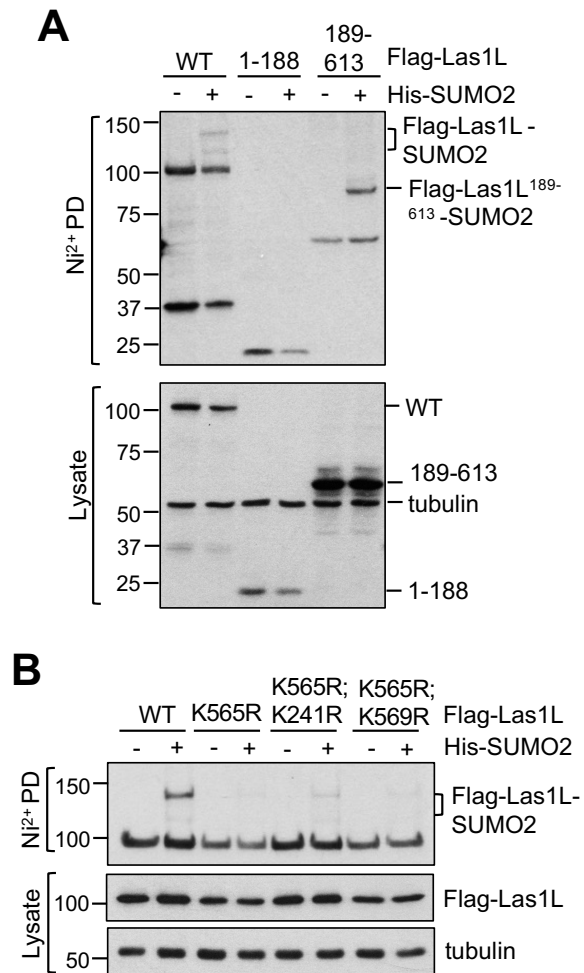 A
WT 1-188 189-
613 Flag-Las1L
- + - + - + His-SUMO2
Ni²⁺ PD
150
100
75
50
37
25
Flag-Las1L -
SUMO2
Flag-Las1L¹⁸⁹⁻
⁶¹³-SUMO2
Lysate
100
75
50
37
25
WT
189-613
tubulin
1-188
B
WT K565R K565R;
K241R K565R;
K569R Flag-Las1L
- + - + - + - + His-SUMO2
Ni²⁺ PD
150
100
Flag-Las1L-
SUMO2
Lysate
100
Flag-Las1L
50
tubulin